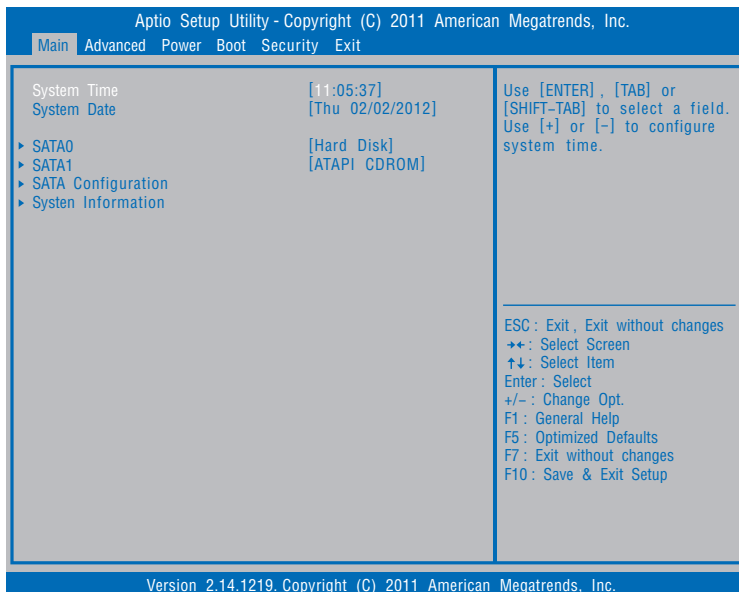 Aptio Setup Utility - Copyright (C) 2011 American Megatrends, Inc.
Main Advanced Power Boot Security Exit
System Time [11:05:37]
System Date [Thu 02/02/2012]
SATA0 [Hard Disk]
SATA1 [ATAPI CDROM]
SATA Configuration
Systen Information
Use [ENTER], [TAB] or
[SHIFT-TAB] to select a field.
Use [+] or [-] to configure
system time.
ESC : Exit, Exit without changes
→← : Select Screen
↑↓ : Select Item
Enter : Select
+/- : Change Opt.
F1 : General Help
F5 : Optimized Defaults
F7 : Exit without changes
F10 : Save & Exit Setup
Version 2.14.1219. Copyright (C) 2011 American Megatrends, Inc.